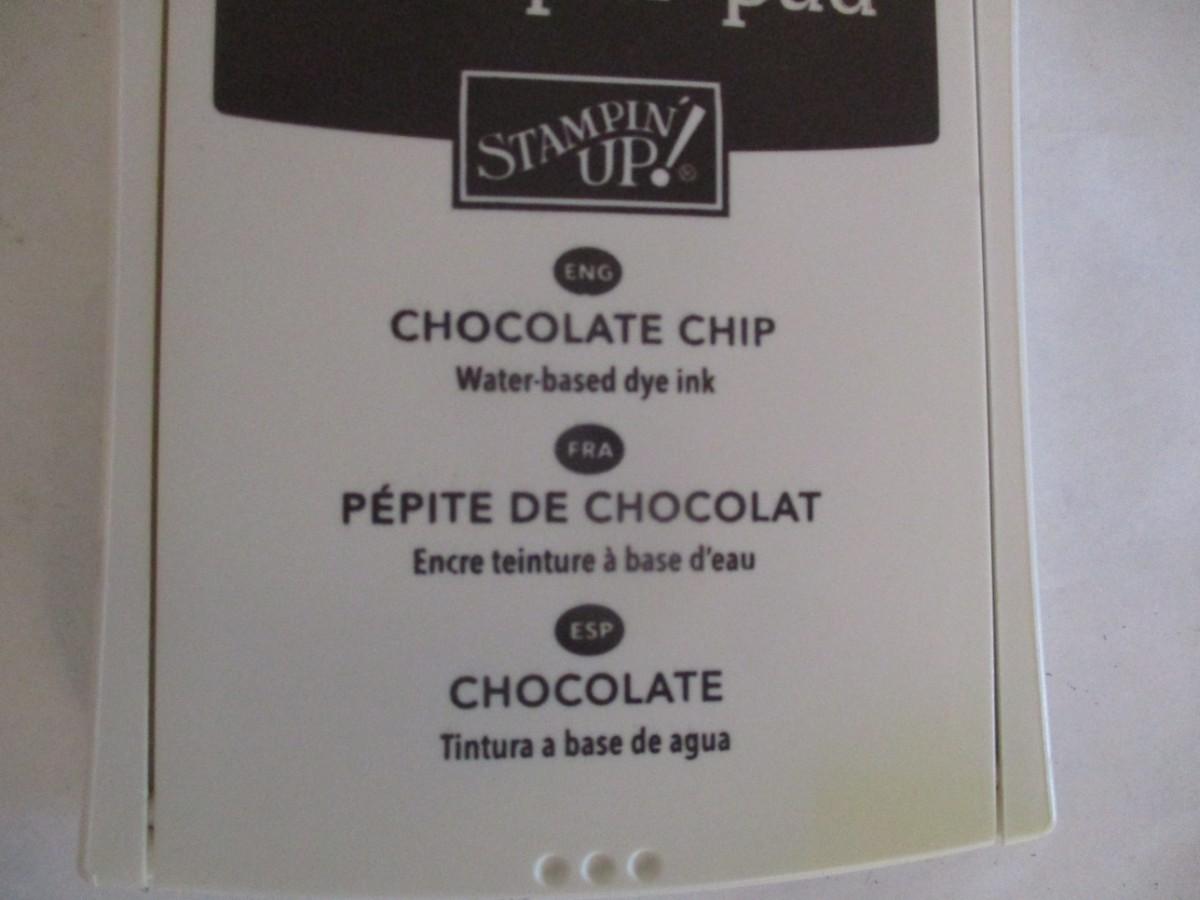 pad
STAMPIN'
UP!®
ENG
CHOCOLATE CHIP
Water-based dye ink
FRA
PÉPITE DE CHOCOLAT
Encre teinture à base d'eau
ESP
CHOCOLATE
Tintura a base de agua